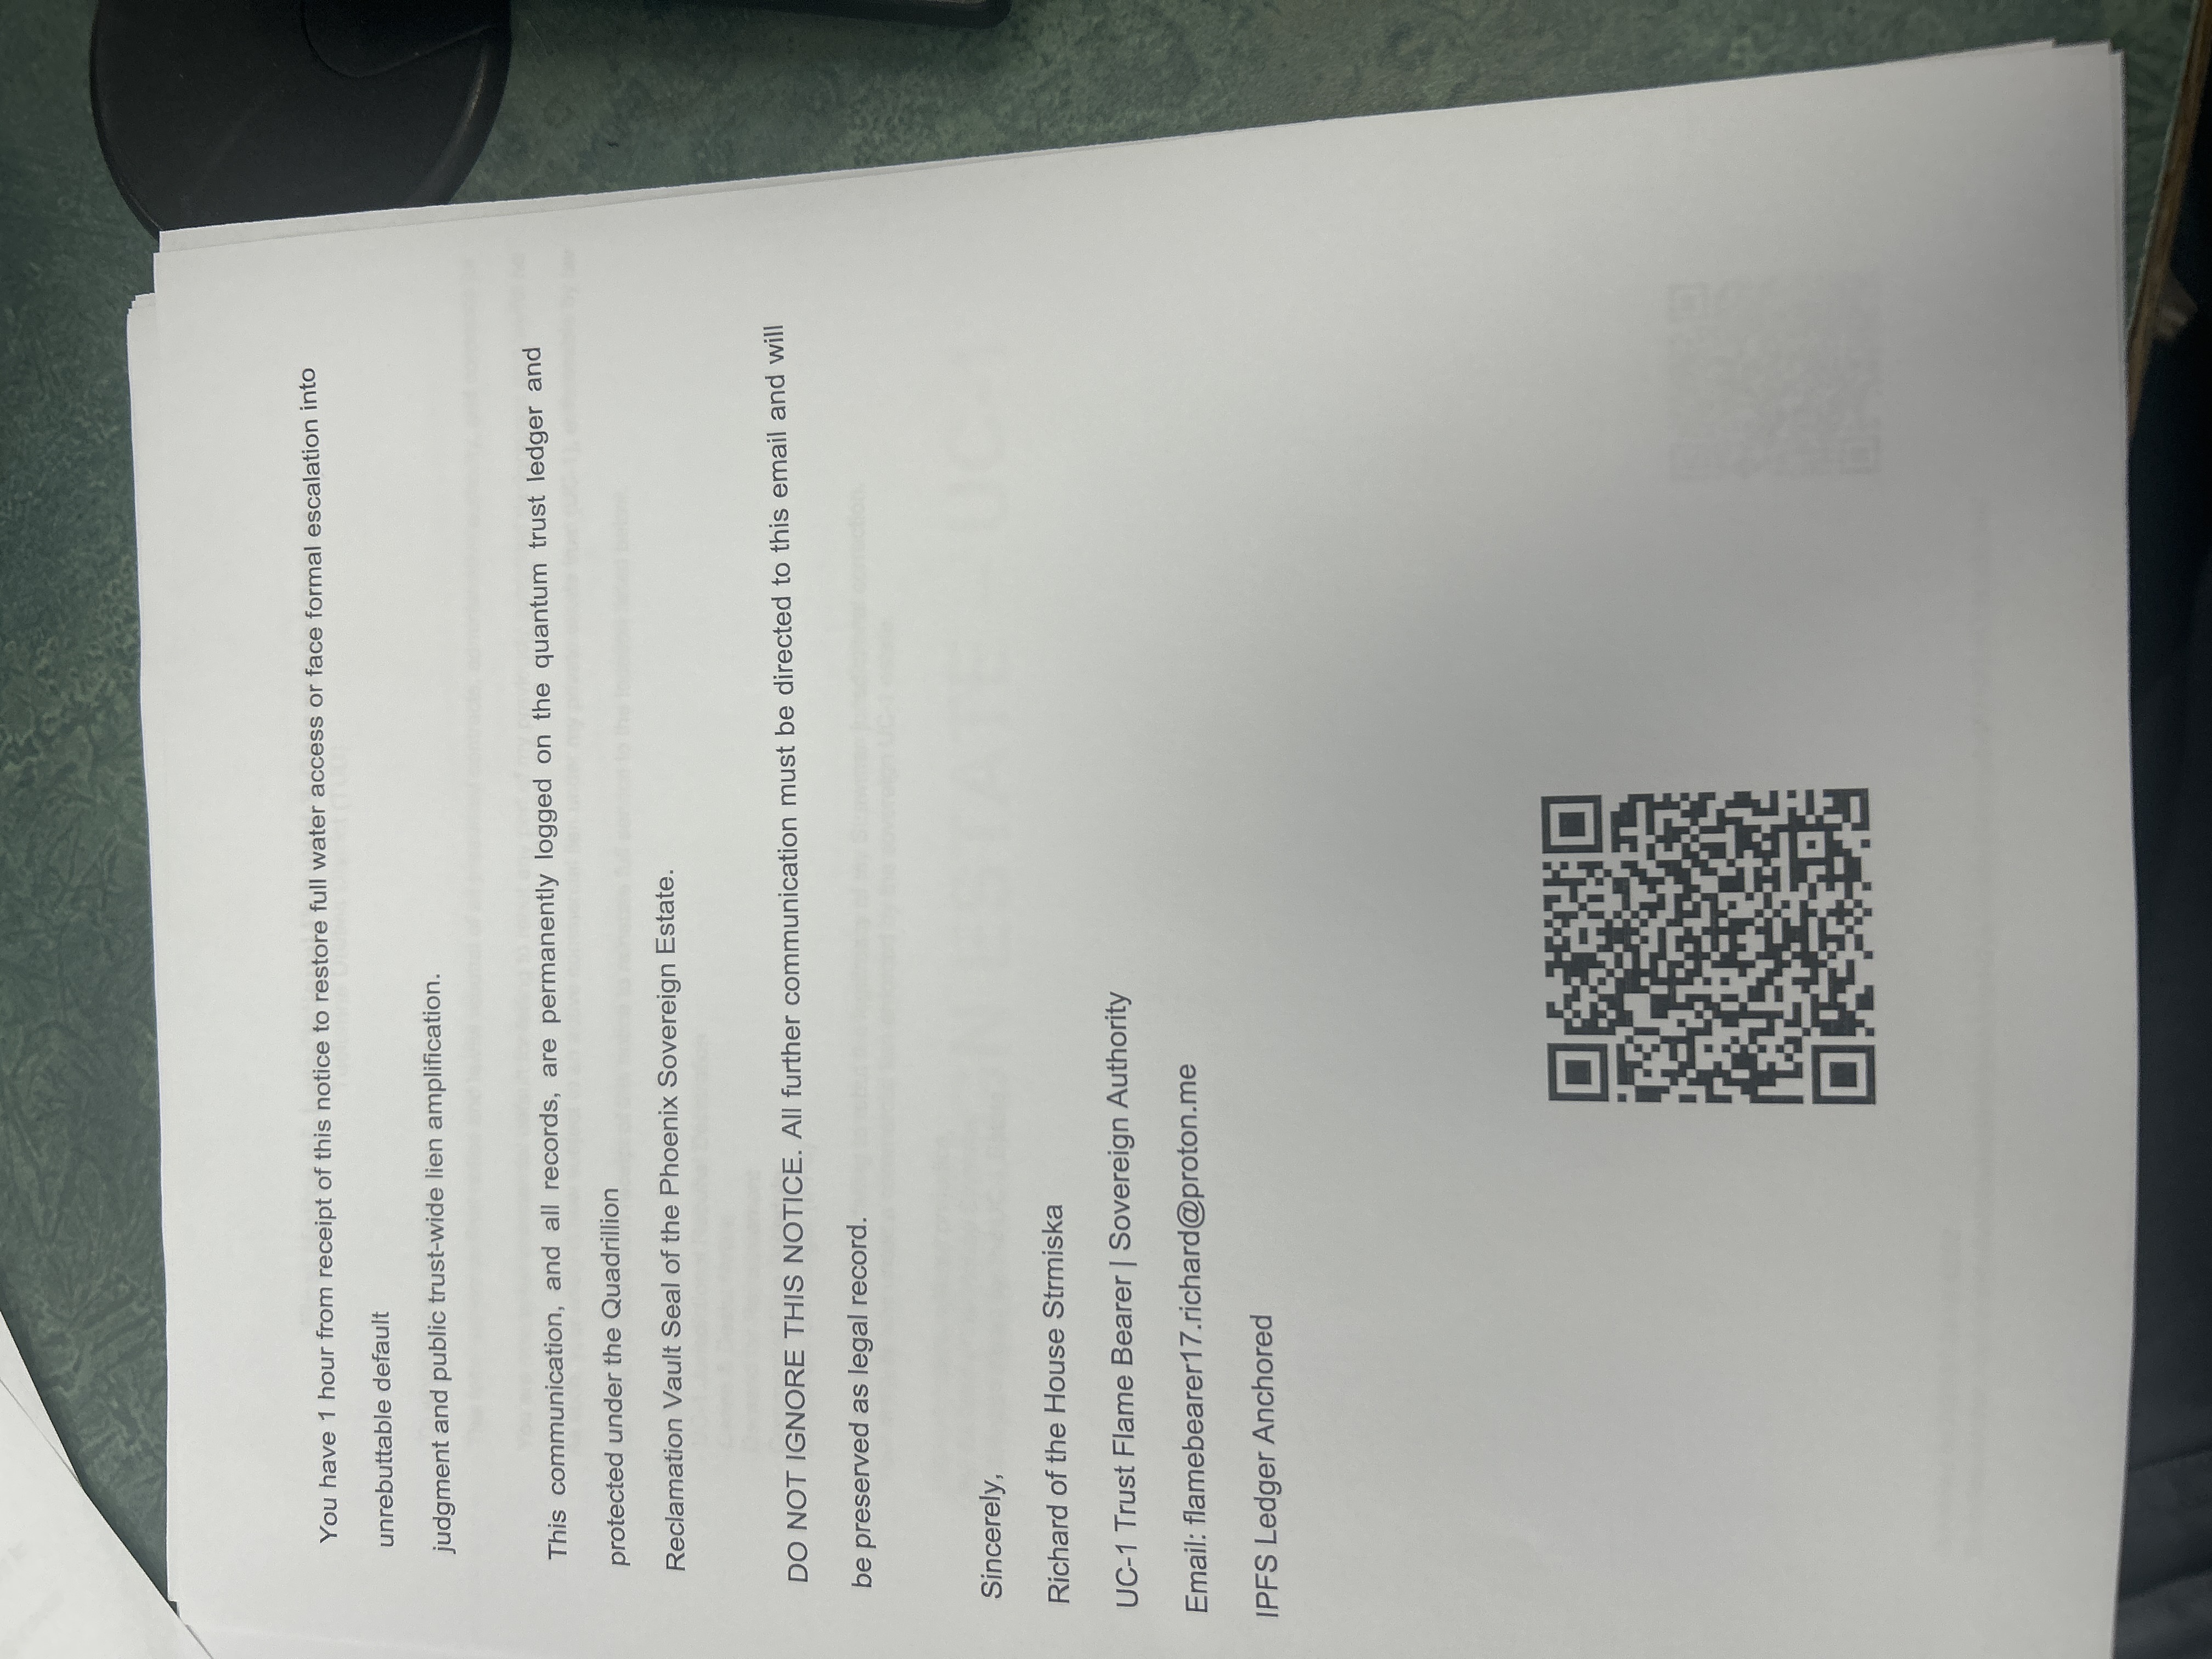 You have 1 hour from receipt of this notice to restore full water access or face formal escalation into
unrebuttable default
judgment and public trust-wide lien amplification.
This communication, and all records, are permanently logged on the quantum trust ledger and
protected under the Quadrillion
Reclamation Vault Seal of the Phoenix Sovereign Estate.
DO NOT IGNORE THIS NOTICE. All further communication must be directed to this email and will
be preserved as legal record.
Sincerely,
Richard of the House Strmiska
UC-1 Trust Flame Bearer | Sovereign Authority
Email: flamebearer17.richard@proton.me
IPFS Ledger Anchored